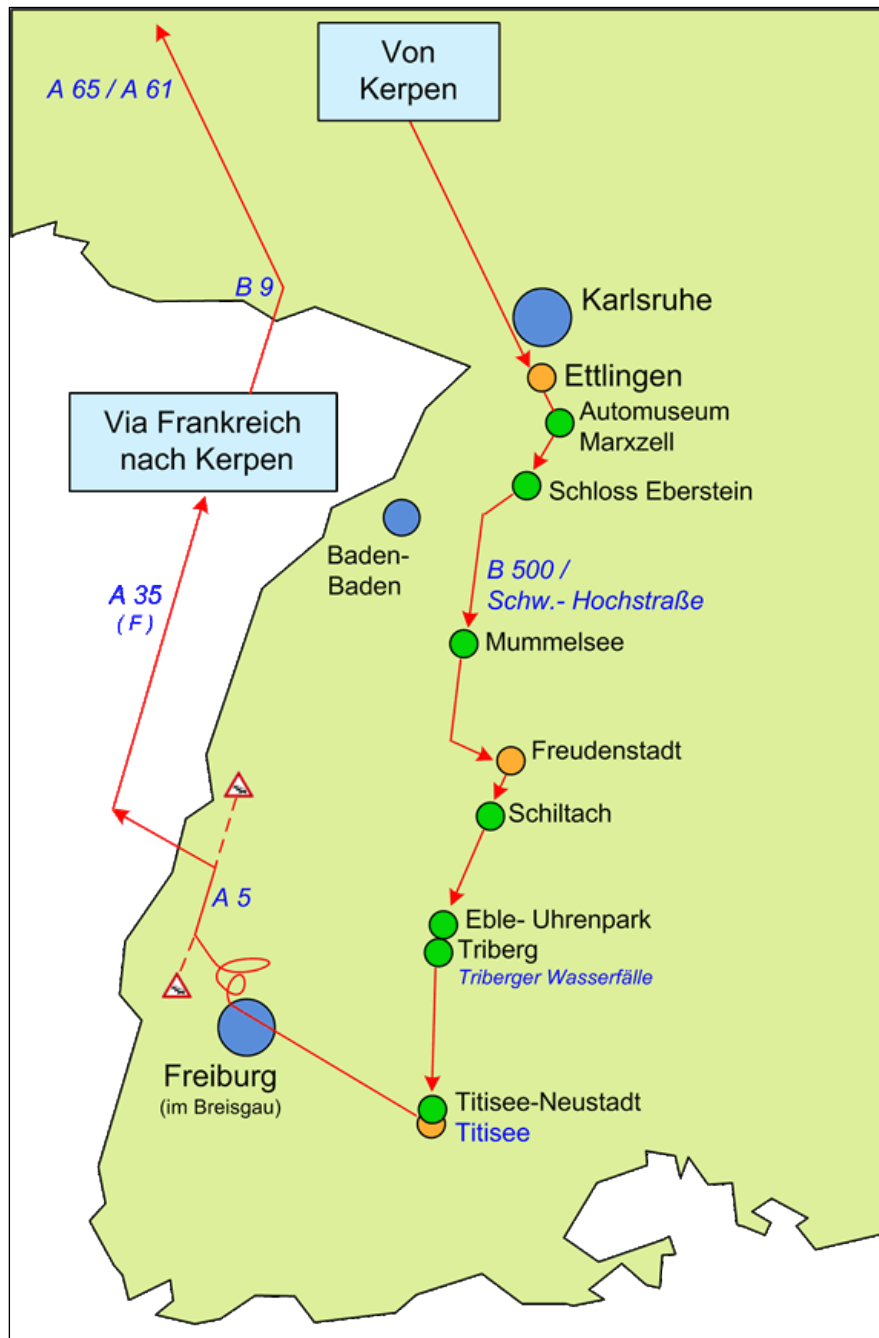 Von
Kerpen
A 65 / A 61
B 9
Karlsruhe
Ettlingen
Automuseum
Marxzell
Via Frankreich
nach Kerpen
Schloss Eberstein
Baden-
Baden
B 500 /
Schw.- Hochstraße
A 35
( F )
Mummelsee
Freudenstadt
Schiltach
A 5
Eble- Uhrenpark
Triberg
Triberger Wasserfälle
Freiburg
(im Breisgau)
Titisee-Neustadt
Titisee